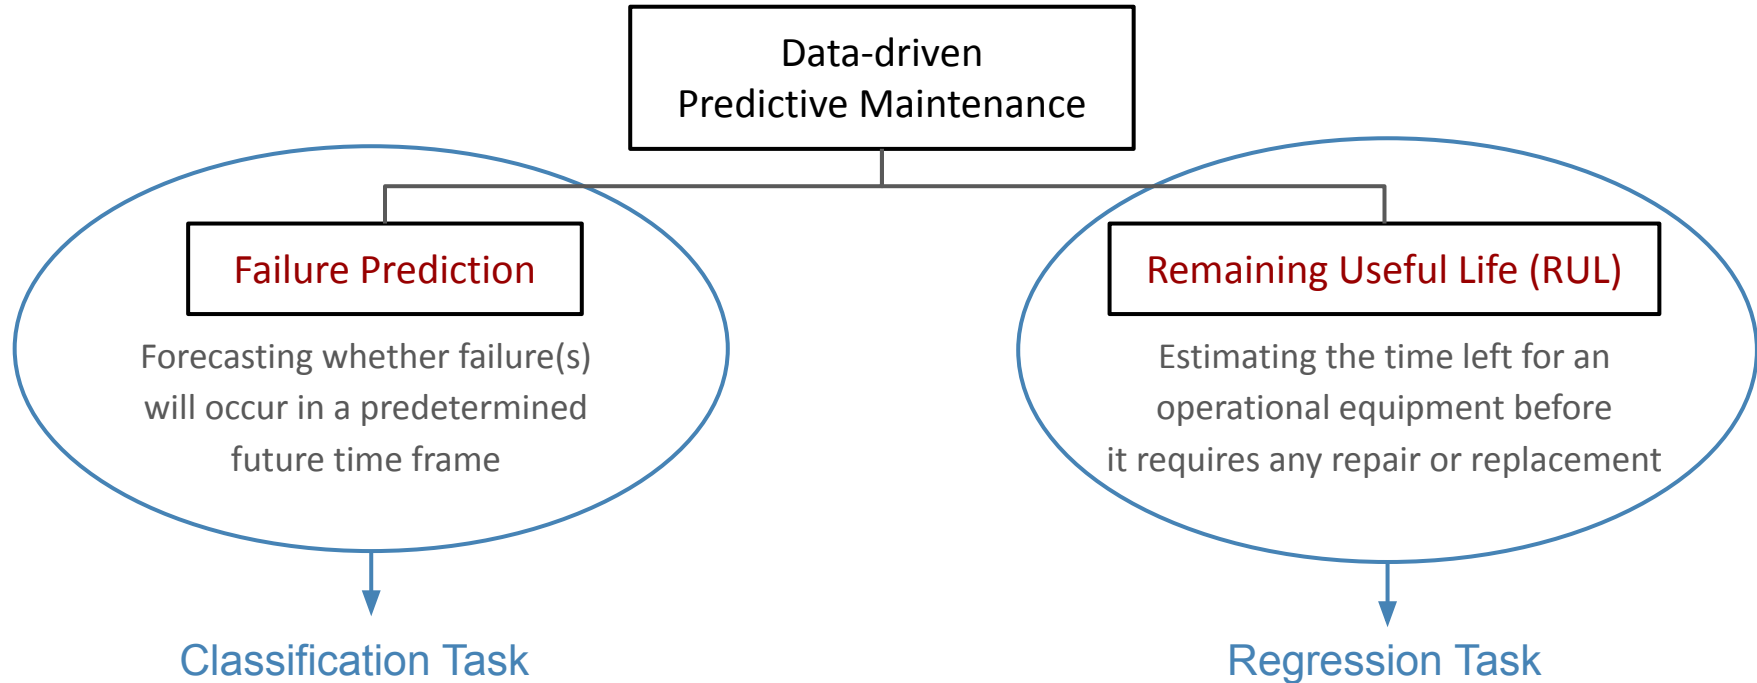 Data-driven
Predictive Maintenance
Failure Prediction
Forecasting whether failure(s)
will occur in a predetermined
future time frame
Classification Task
Remaining Useful Life (RUL)
Estimating the time left for an
operational equipment before
it requires any repair or replacement
Regression Task